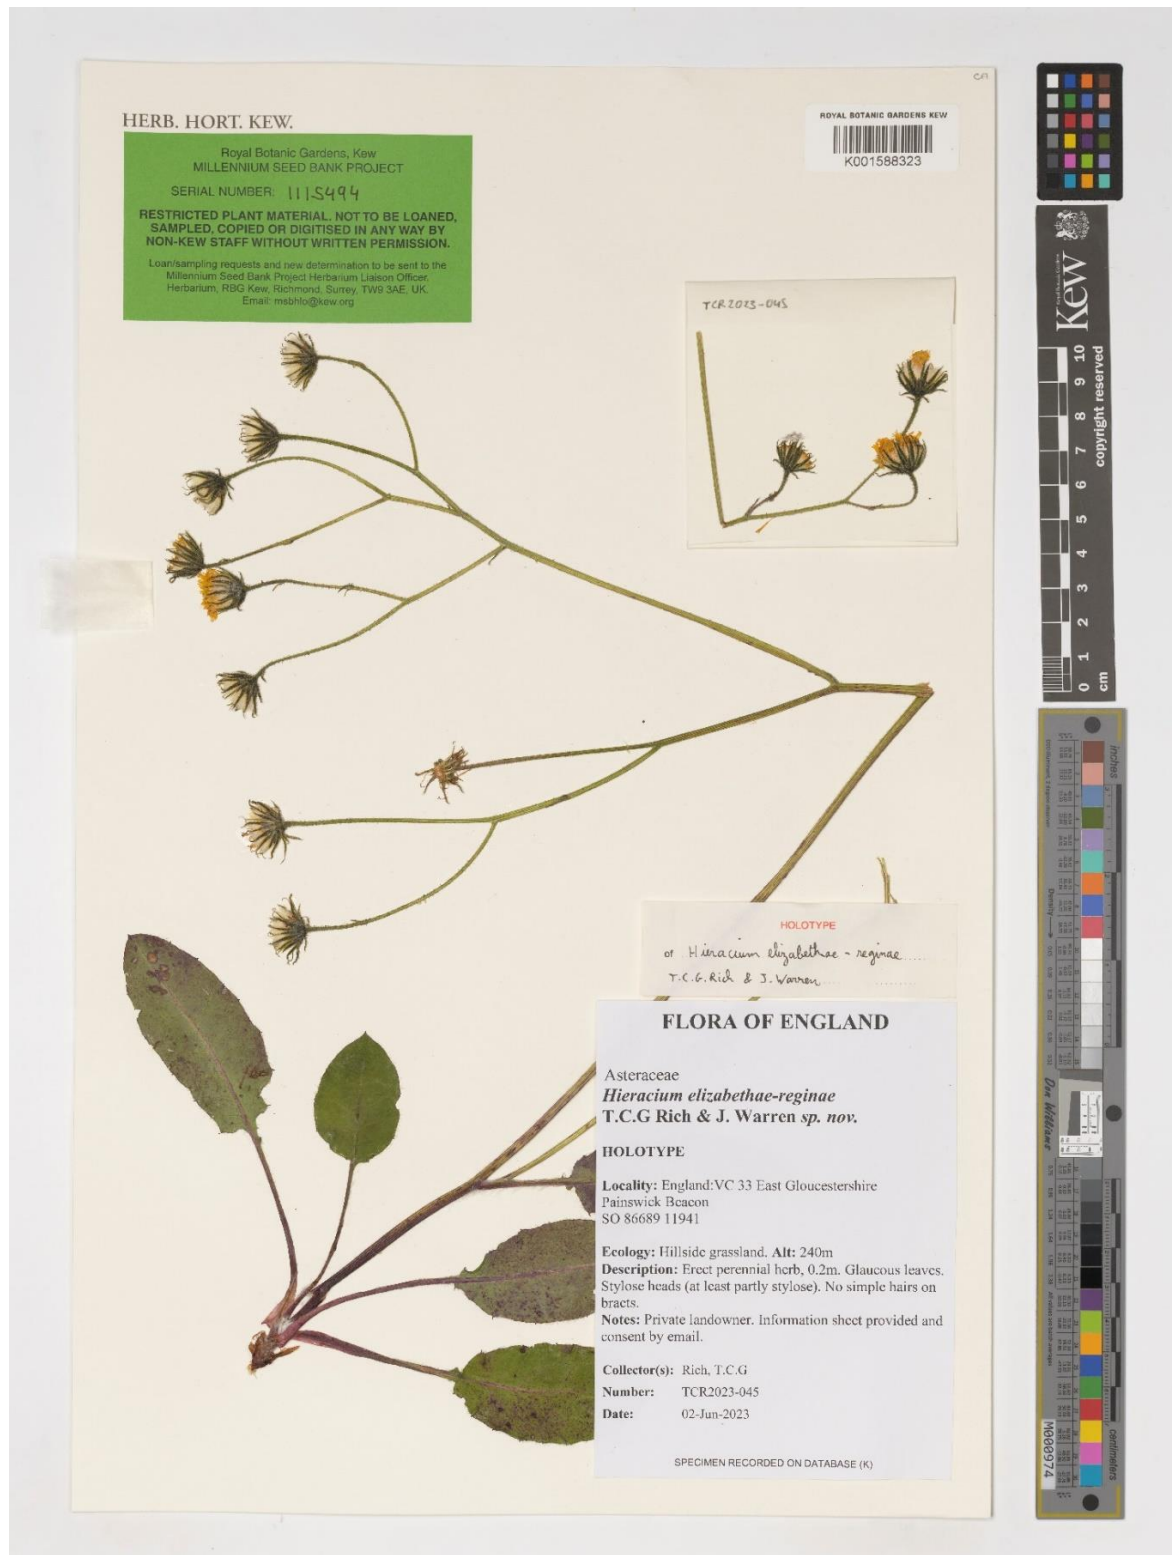 CA
HERB. HORT. KEW.
Royal Botanic Gardens, Kew
MILLENNIUM SEED BANK PROJECT
SERIAL NUMBER: 1115494
RESTRICTED PLANT MATERIAL. NOT TO BE LOANED,
SAMPLED, COPIED OR DIGITISED IN ANY WAY BY
NON-KEW STAFF WITHOUT WRITTEN PERMISSION.
Loan/sampling requests and new determination to be sent to the
Millennium Seed Bank Project Herbarium Liaison Officer,
Herbarium, RBG Kew, Richmond, Surrey, TW9 3AE, UK.
Email: msbhlo@kew.org
ROYAL BOTANIC GARDENS KEW
K001588323
TCR2023-045
HOLOTYPE
of Hieracium elizabethae-reginae
T.C.G. Rich & J. Warren
FLORA OF ENGLAND
Asteraceae
Hieracium elizabethae-reginae
T.C.G Rich & J. Warren sp. nov.
HOLOTYPE
Locality: England:VC 33 East Gloucestershire
Painswick Beacon
SO 86689 11941
Ecology: Hillside grassland. Alt: 240m
Description: Erect perennial herb, 0.2m. Glaucous leaves.
Stylose heads (at least partly stylose). No simple hairs on
bracts.
Notes: Private landowner. Information sheet provided and
consent by email.
Collector(s): Rich, T.C.G
Number: TCR2023-045
Date: 02-Jun-2023
SPECIMEN RECORDED ON DATABASE (K)
Kew
0 1 2 3 4 5 6 7 8 9 10
cm
copyright reserved
inches
Density
Don Williams
centimeters
M000974